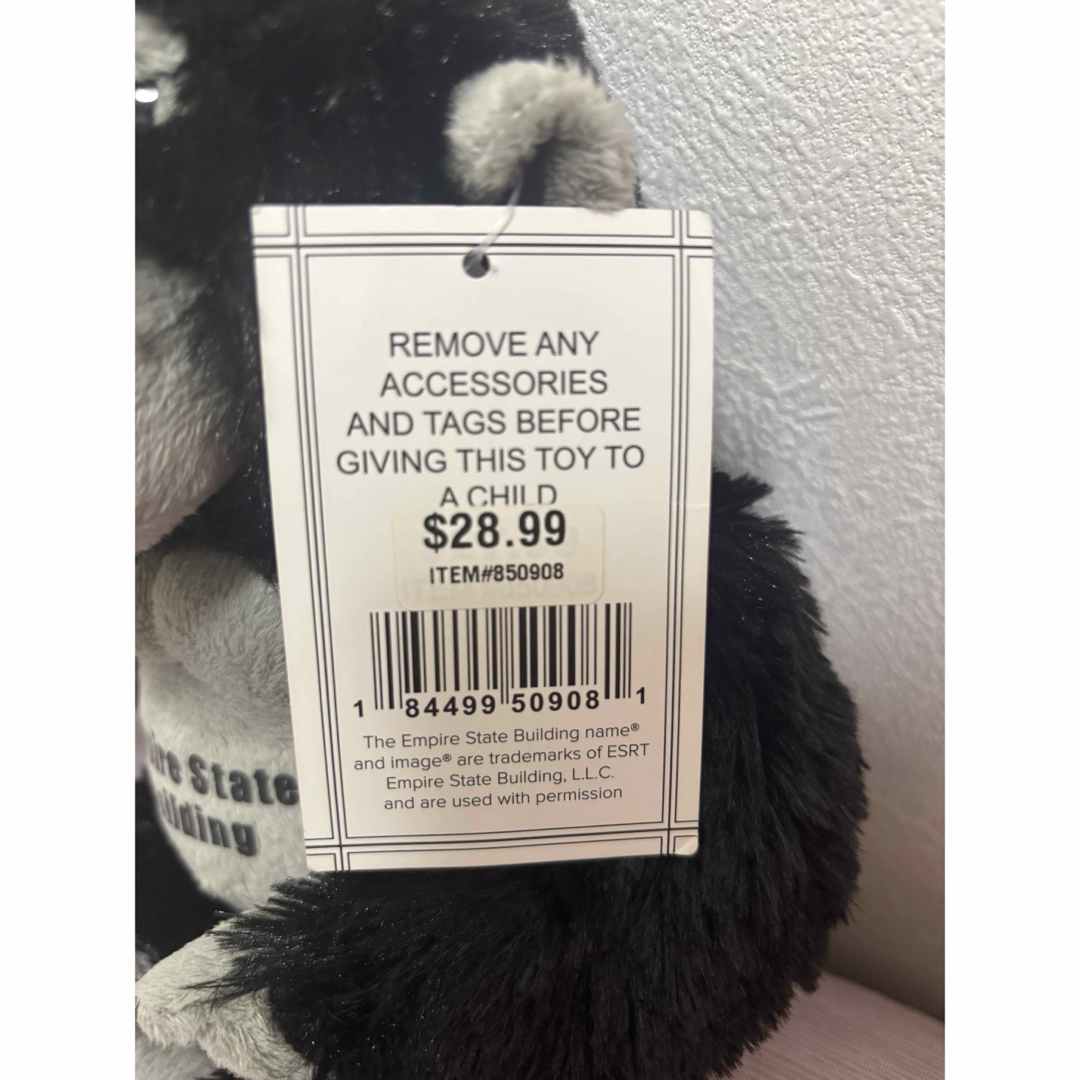 REMOVE ANY
ACCESSORIES
AND TAGS BEFORE
GIVING THIS TOY TO
A CHILD
$28.99
ITEM#850908
1 84499 50908 1
The Empire State Building name®
and image® are trademarks of ESRT
Empire State Building, L.L.C.
and are used with permission
State